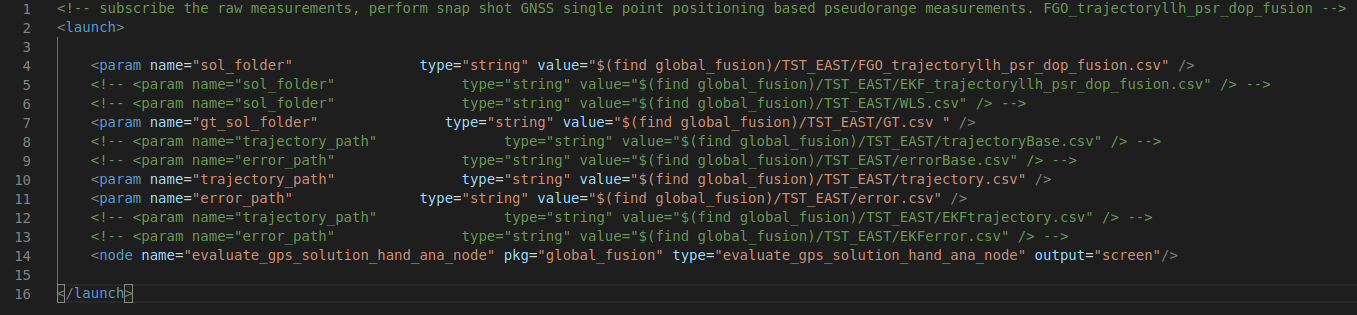 1 <!-- subscribe the raw measurements, perform snap shot GNSS single point positioning based pseudorange measurements. FGO_trajectoryllh_psr_dop_fusion -->
2 <launch>
3
4 <param name="sol_folder" type="string" value="$(find global_fusion)/TST_EAST/FGO_trajectoryllh_psr_dop_fusion.csv" />
5 <!-- <param name="sol_folder" type="string" value="$(find global_fusion)/TST_EAST/EKF_trajectoryllh_psr_dop_fusion.csv" /> -->
6 <!-- <param name="sol_folder" type="string" value="$(find global_fusion)/TST_EAST/WLS.csv" /> -->
7 <param name="gt_sol_folder" type="string" value="$(find global_fusion)/TST_EAST/GT.csv " />
8 <!-- <param name="trajectory_path" type="string" value="$(find global_fusion)/TST_EAST/trajectoryBase.csv" /> -->
9 <!-- <param name="error_path" type="string" value="$(find global_fusion)/TST_EAST/errorBase.csv" /> -->
10 <param name="trajectory_path" type="string" value="$(find global_fusion)/TST_EAST/trajectory.csv" />
11 <param name="error_path" type="string" value="$(find global_fusion)/TST_EAST/error.csv" />
12 <!-- <param name="trajectory_path" type="string" value="$(find global_fusion)/TST_EAST/EKFtrajectory.csv" /> -->
13 <!-- <param name="error_path" type="string" value="$(find global_fusion)/TST_EAST/EKFerror.csv" /> -->
14 <node name="evaluate_gps_solution_hand_ana_node" pkg="global_fusion" type="evaluate_gps_solution_hand_ana_node" output="screen"/>
15
16 </launch>